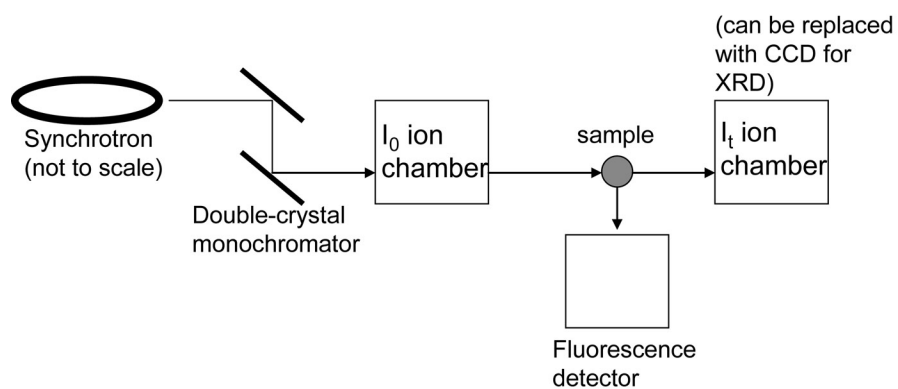 Synchrotron
(not to scale)
Double-crystal
monochromator
I₀ ion
chamber
sample
Fluorescence
detector
(can be replaced
with CCD for
XRD)
Iₜ ion
chamber